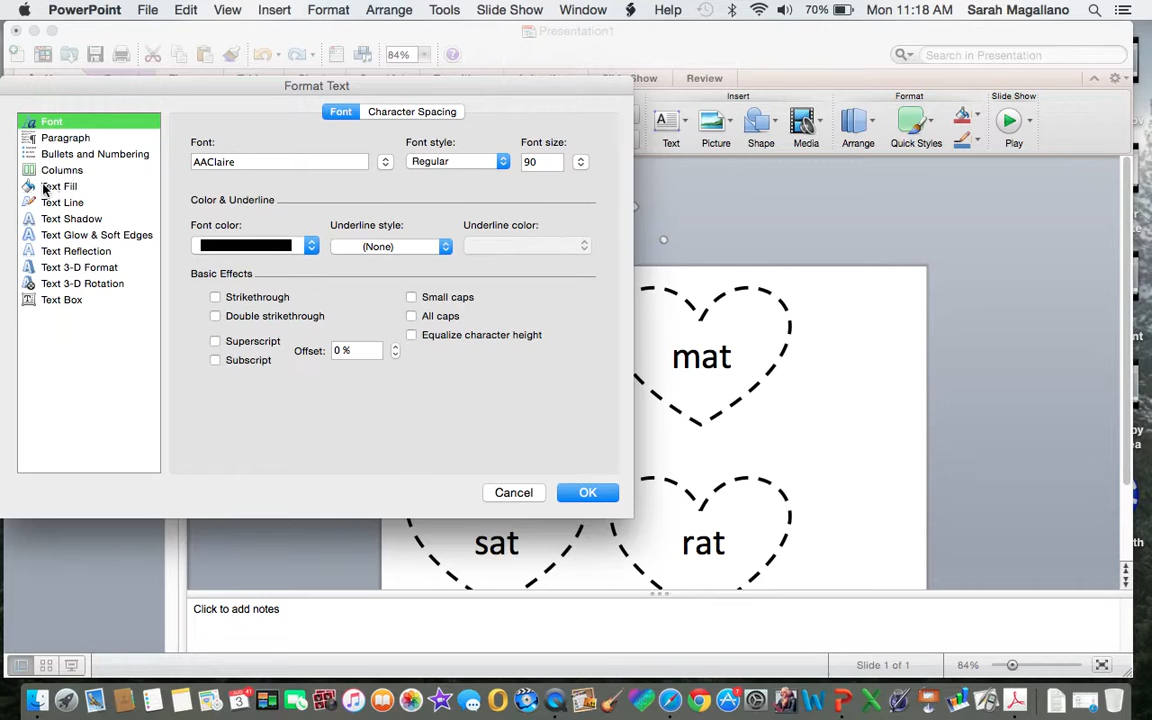 PowerPoint File Edit View Insert Format Arrange Tools Slide Show Window Help 70% Mon 11:18 AM Sarah Magallano
Presentation1
84% Search in Presentation
Show Review
Format Text
Insert Format Slide Show
Font Character Spacing
Font
Paragraph
Bullets and Numbering
Columns
Text Fill
Text Line
Text Shadow
Text Glow & Soft Edges
Text Reflection
Text 3-D Format
Text 3-D Rotation
Text Box
Font: Font style: Font size:
AAClaire Regular 90
Color & Underline
Font color: Underline style: Underline color:
(None)
Basic Effects
Strikethrough Small caps
Double strikethrough All caps
Equalize character height
Superscript
Subscript
Offset: 0 %
Cancel OK
Text Picture Shape Media Arrange Quick Styles Play
mat
sat rat
Click to add notes
Slide 1 of 1 84%